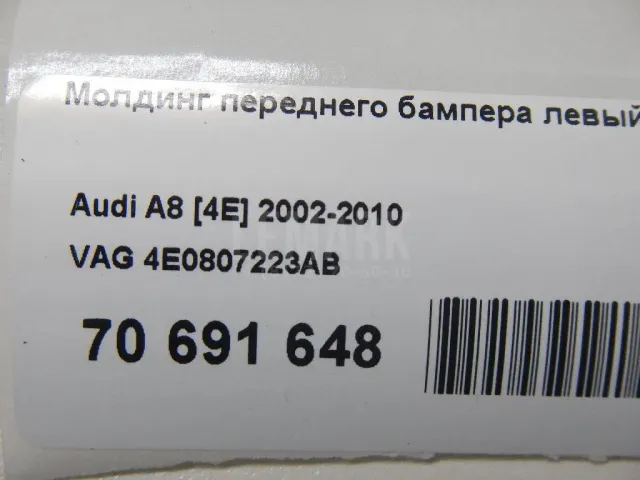 Молдинг переднего бампера левый
Audi A8 [4E] 2002-2010
VAG 4E0807223AB
70 691 648